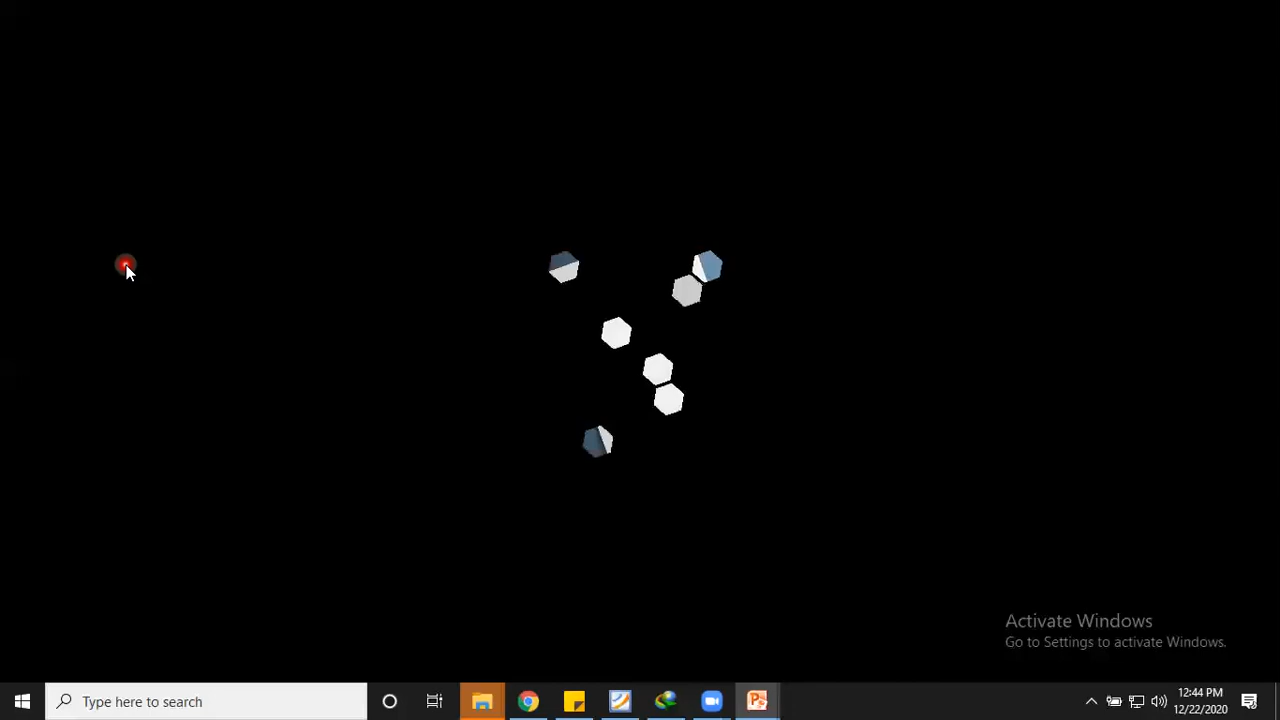 Activate Windows
Go to Settings to activate Windows.
Type here to search
12:44 PM
12/22/2020